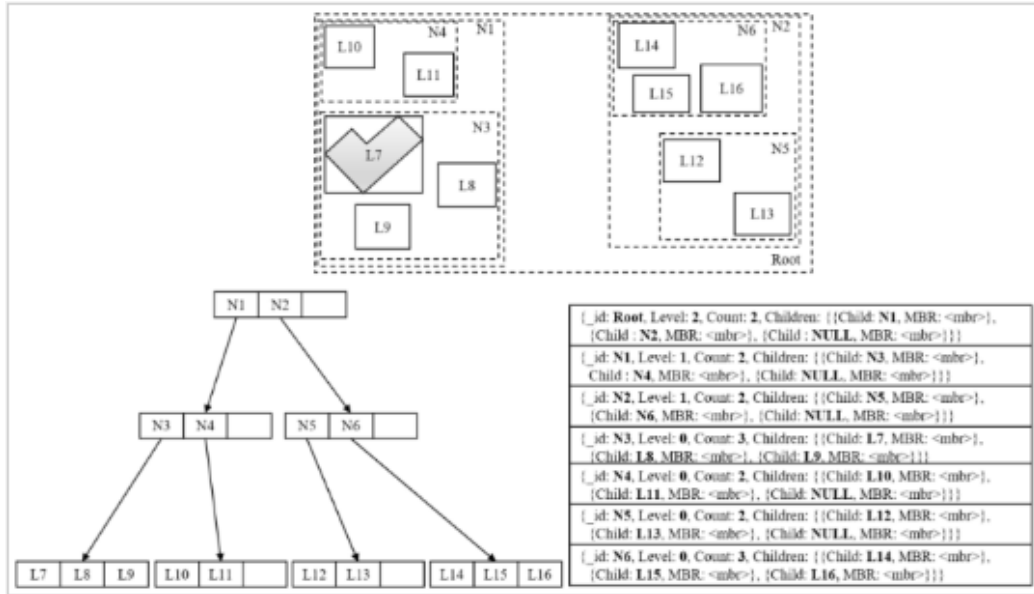 L10
N4
N1
L11
L7
N3
L8
L9
L14
N6
N2
L15
L16
L12
N5
L13
Root
N1 N2
N3 N4
N5 N6
L7 L8 L9
L10 L11
L12 L13
L14 L15 L16
{_id: Root, Level: 2, Count: 2, Children: {{Child: N1, MBR: <mbr>},
{Child : N2, MBR: <mbr>}, {Child : NULL, MBR: <mbr>}}}
{_id: N1, Level: 1, Count: 2, Children: {{Child: N3, MBR: <mbr>},
Child : N4, MBR: <mbr>}, {Child: NULL, MBR: <mbr>}}}
{_id: N2, Level: 1, Count: 2, Children: {{Child: N5, MBR: <mbr>},
{Child: N6, MBR: <mbr>}, {Child: NULL, MBR: <mbr>}}}
{_id: N3, Level: 0, Count: 3, Children: {{Child: L7, MBR: <mbr>},
{Child: L8, MBR: <mbr>}, {Child: L9, MBR: <mbr>}}}
{_id: N4, Level: 0, Count: 2, Children: {{Child: L10, MBR: <mbr>},
{Child: L11, MBR: <mbr>}, {Child: NULL, MBR: <mbr>}}}
{_id: N5, Level: 0, Count: 2, Children: {{Child: L12, MBR: <mbr>},
{Child: L13, MBR: <mbr>}, {Child: NULL, MBR: <mbr>}}}
{_id: N6, Level: 0, Count: 3, Children: {{Child: L14, MBR: <mbr>},
{Child: L15, MBR: <mbr>}, {Child: L16, MBR: <mbr>}}}